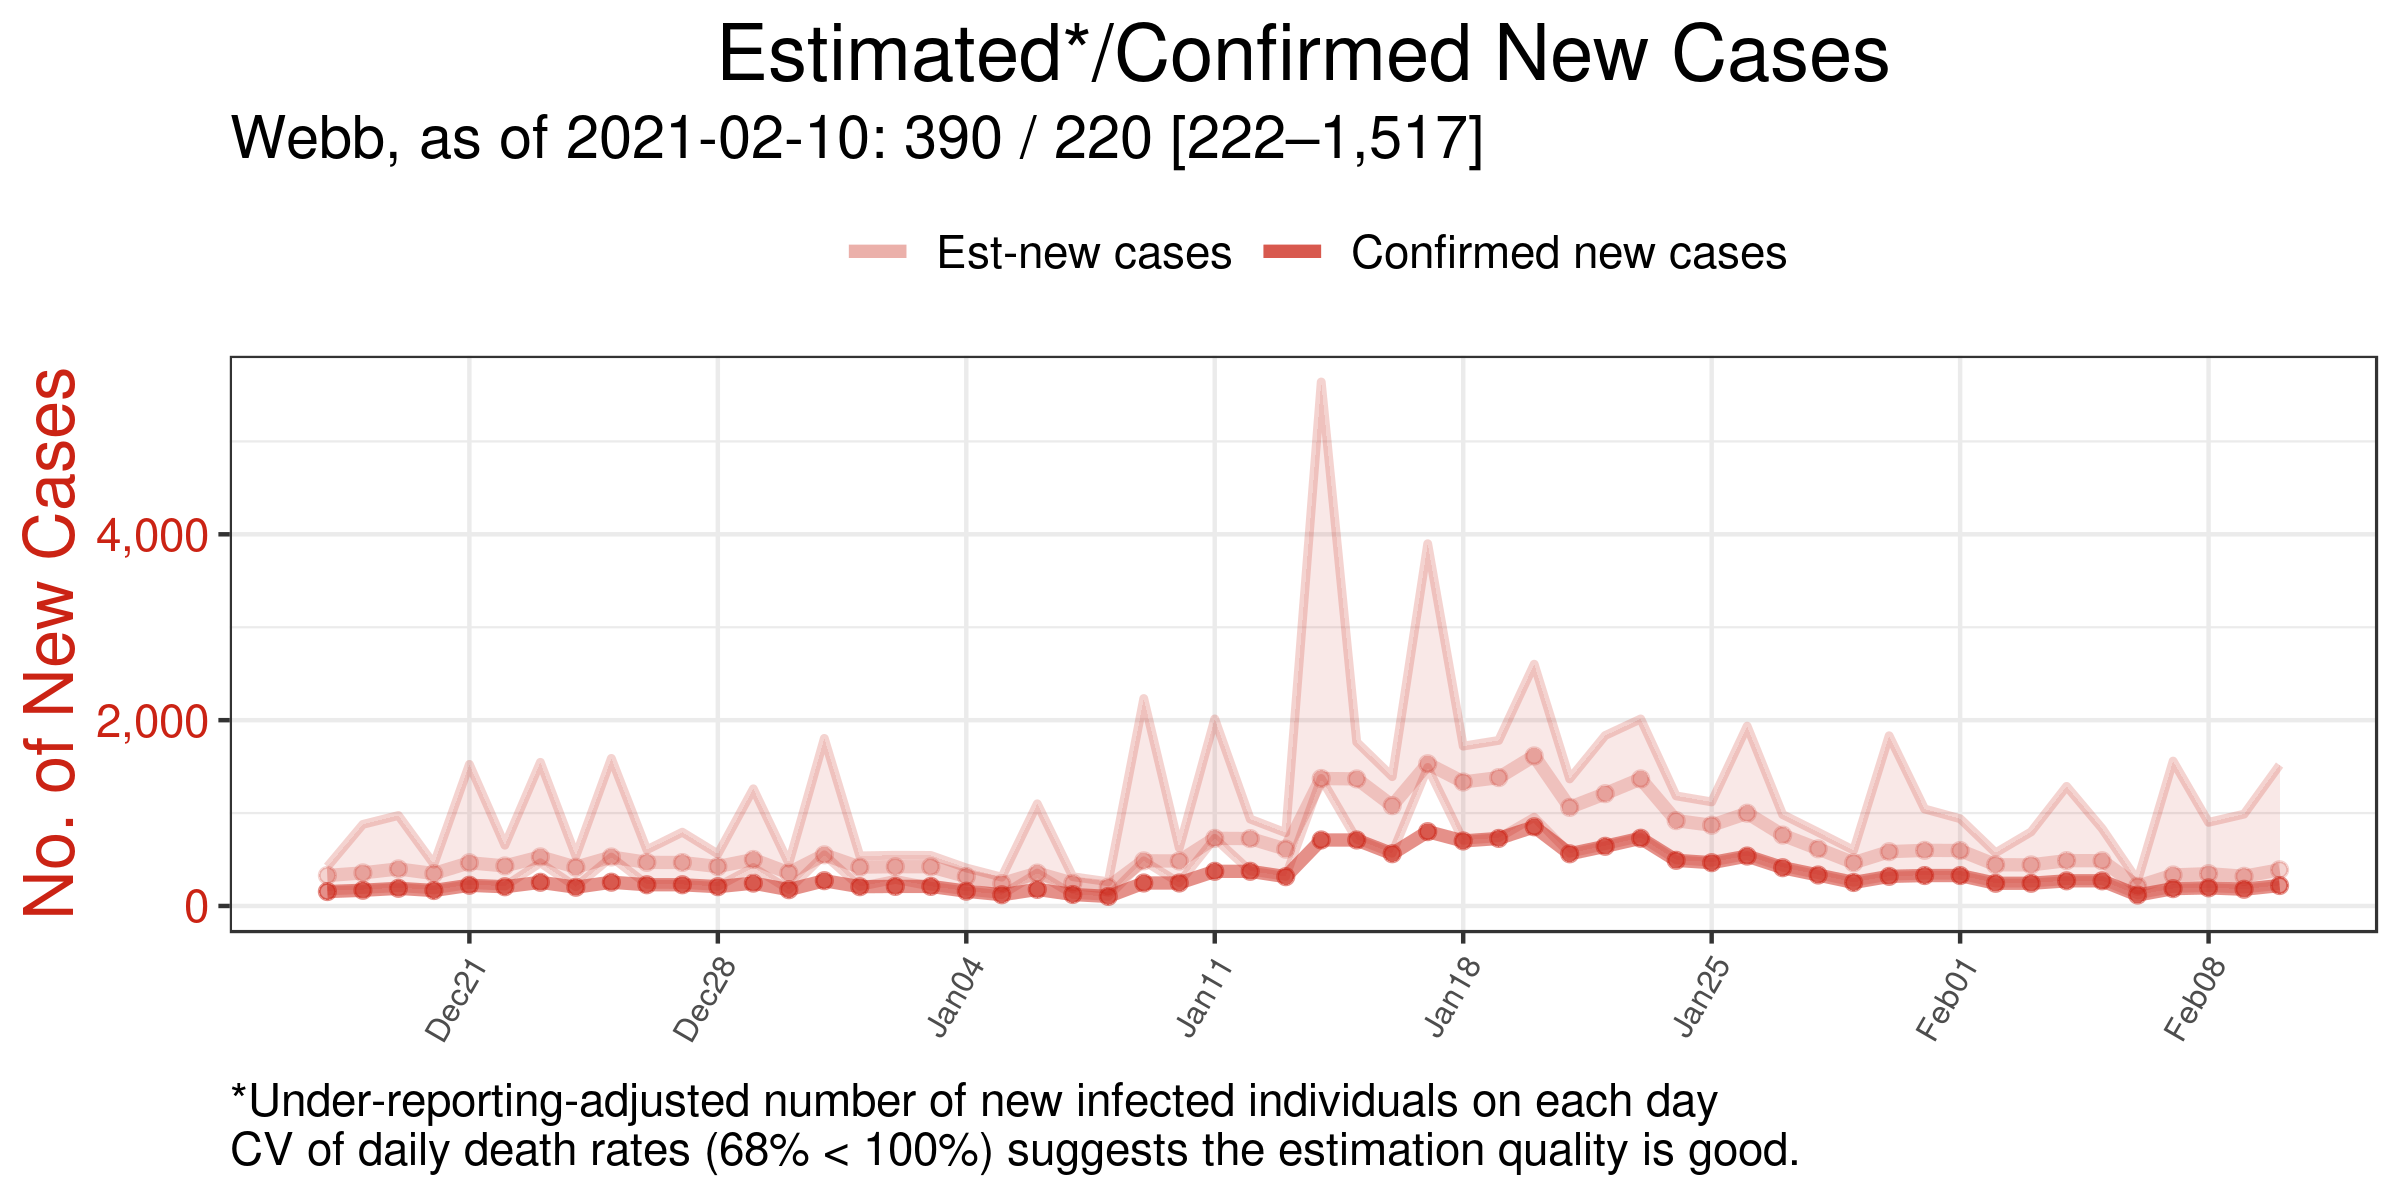 Estimated*/Confirmed New Cases
Webb, as of 2021-02-10: 390 / 220 [222–1,517]
Est-new cases
Confirmed new cases
No. of New Cases
4,000
2,000
0
Dec21
Dec28
Jan04
Jan11
Jan18
Jan25
Feb01
Feb08
*Under-reporting-adjusted number of new infected individuals on each day
CV of daily death rates (68% < 100%) suggests the estimation quality is good.